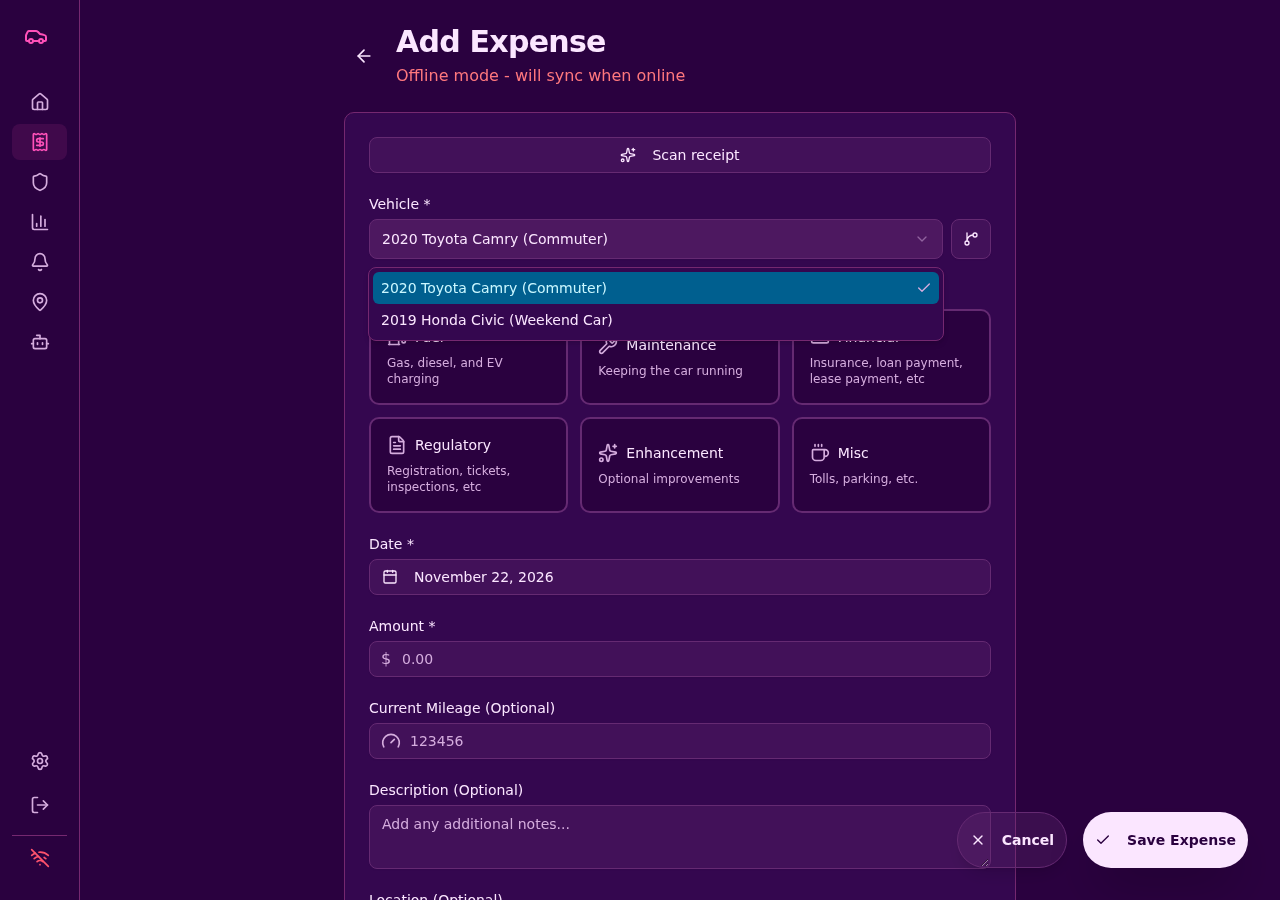 Add Expense
Offline mode - will sync when online
Scan receipt
Vehicle *
2020 Toyota Camry (Commuter)
2020 Toyota Camry (Commuter)
2019 Honda Civic (Weekend Car)
Maintenance
Gas, diesel, and EV
charging
Keeping the car running
Insurance, loan payment,
lease payment, etc
Regulatory
Registration, tickets,
inspections, etc
Enhancement
Optional improvements
Misc
Tolls, parking, etc.
Date *
November 22, 2026
Amount *
$ 0.00
Current Mileage (Optional)
123456
Description (Optional)
Add any additional notes...
Cancel
Save Expense
Location (Optional)